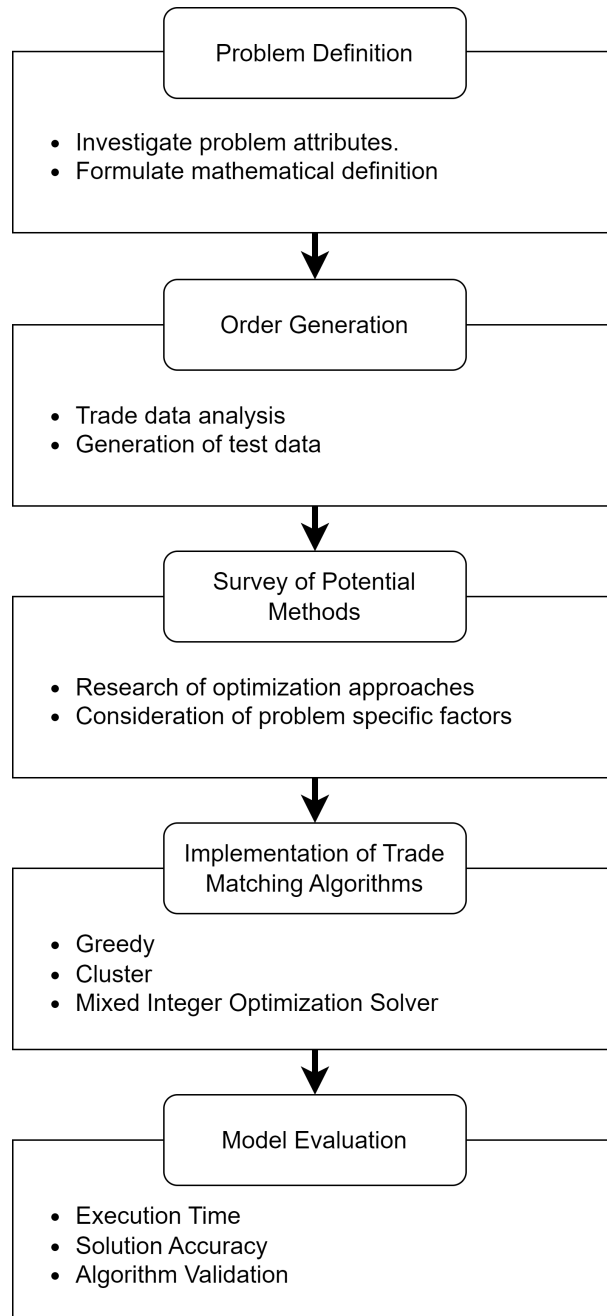 Problem Definition
• Investigate problem attributes.
• Formulate mathematical definition
Order Generation
• Trade data analysis
• Generation of test data
Survey of Potential
Methods
• Research of optimization approaches
• Consideration of problem specific factors
Implementation of Trade
Matching Algorithms
• Greedy
• Cluster
• Mixed Integer Optimization Solver
Model Evaluation
• Execution Time
• Solution Accuracy
• Algorithm Validation